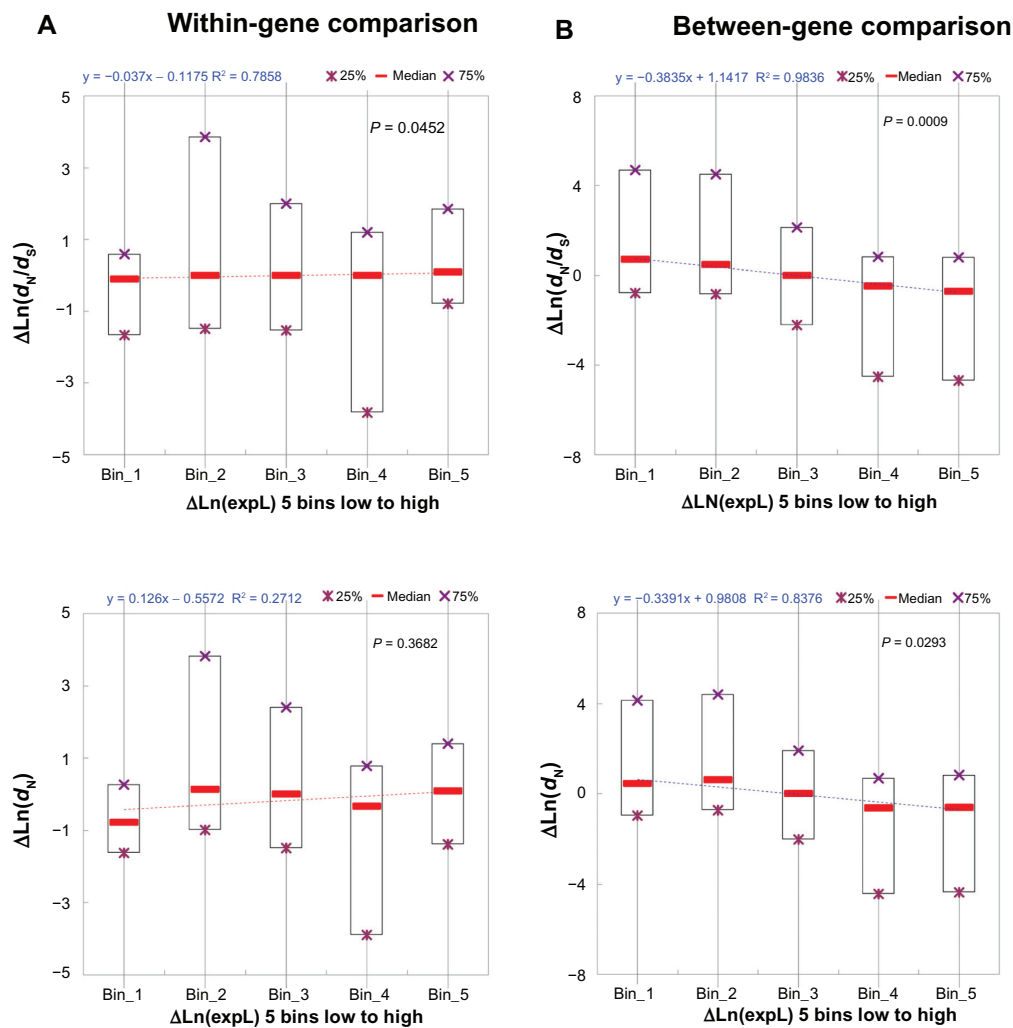 A Within-gene comparison
y = −0.037x − 0.1175 R² = 0.7858 25% Median 75%
P = 0.0452
5
3
1
−1
−3
−5
ΔLn(dN/dS)
Bin_1 Bin_2 Bin_3 Bin_4 Bin_5
ΔLn(expL) 5 bins low to high
B Between-gene comparison
y = −0.3835x + 1.1417 R² = 0.9836 25% Median 75%
P = 0.0009
8
4
0
−4
−8
ΔLn(dN/dS)
Bin_1 Bin_2 Bin_3 Bin_4 Bin_5
ΔLN(expL) 5 bins low to high
y = 0.126x − 0.5572 R² = 0.2712 25% Median 75%
P = 0.3682
5
3
1
−1
−3
−5
ΔLn(dN)
Bin_1 Bin_2 Bin_3 Bin_4 Bin_5
ΔLn(expL) 5 bins low to high
y = −0.3391x + 0.9808 R² = 0.8376 25% Median 75%
P = 0.0293
8
4
0
−4
−8
ΔLn(dN)
Bin_1 Bin_2 Bin_3 Bin_4 Bin_5
ΔLn(expL) 5 bins low to high